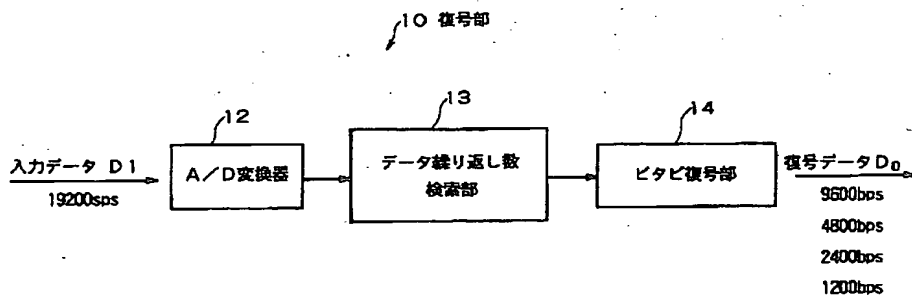 10 復号部
12
13
14
入力データ D1
19200sps
A/D変換器
データ繰り返し数
検索部
ビタビ復号部
復号データD0
9600bps
4800bps
2400bps
1200bps